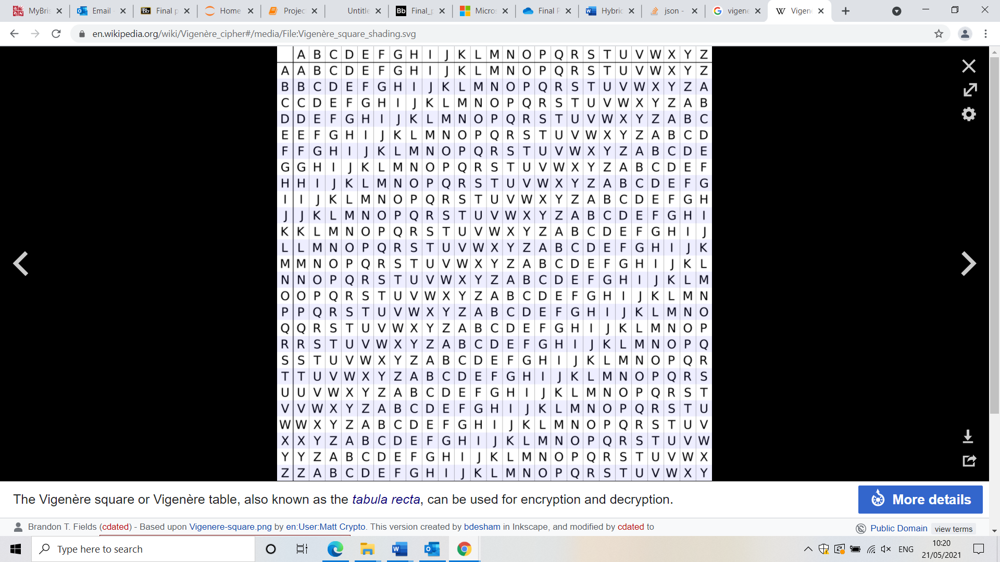 MyBris Email - Final p Home Projec Untitle Final_p Micros Final P Hybric json - vigene Vigen
en.wikipedia.org/wiki/Vigenère_cipher#/media/File:Vigenère_square_shading.svg
A B C D E F G H I J K L M N O P Q R S T U V W X Y Z
A A B C D E F G H I J K L M N O P Q R S T U V W X Y Z
B B C D E F G H I J K L M N O P Q R S T U V W X Y Z A
C C D E F G H I J K L M N O P Q R S T U V W X Y Z A B
D D E F G H I J K L M N O P Q R S T U V W X Y Z A B C
E E F G H I J K L M N O P Q R S T U V W X Y Z A B C D
F F G H I J K L M N O P Q R S T U V W X Y Z A B C D E
G G H I J K L M N O P Q R S T U V W X Y Z A B C D E F
H H I J K L M N O P Q R S T U V W X Y Z A B C D E F G
I I J K L M N O P Q R S T U V W X Y Z A B C D E F G H
J J K L M N O P Q R S T U V W X Y Z A B C D E F G H I
K K L M N O P Q R S T U V W X Y Z A B C D E F G H I J
L L M N O P Q R S T U V W X Y Z A B C D E F G H I J K
M M N O P Q R S T U V W X Y Z A B C D E F G H I J K L
N N O P Q R S T U V W X Y Z A B C D E F G H I J K L M
O O P Q R S T U V W X Y Z A B C D E F G H I J K L M N
P P Q R S T U V W X Y Z A B C D E F G H I J K L M N O
Q Q R S T U V W X Y Z A B C D E F G H I J K L M N O P
R R S T U V W X Y Z A B C D E F G H I J K L M N O P Q
S S T U V W X Y Z A B C D E F G H I J K L M N O P Q R
T T U V W X Y Z A B C D E F G H I J K L M N O P Q R S
U U V W X Y Z A B C D E F G H I J K L M N O P Q R S T
V V W X Y Z A B C D E F G H I J K L M N O P Q R S T U
W W X Y Z A B C D E F G H I J K L M N O P Q R S T U V
X X Y Z A B C D E F G H I J K L M N O P Q R S T U V W
Y Y Z A B C D E F G H I J K L M N O P Q R S T U V W X
Z Z A B C D E F G H I J K L M N O P Q R S T U V W X Y
The Vigenère square or Vigenère table, also known as the tabula recta, can be used for encryption and decryption.
More details
Brandon T. Fields (cdated) - Based upon Vigenere-square.png by en:User:Matt Crypto. This version created by bdesham in Inkscape, and modified by cdated to
Public Domain view terms
Type here to search
ENG
10:20
21/05/2021